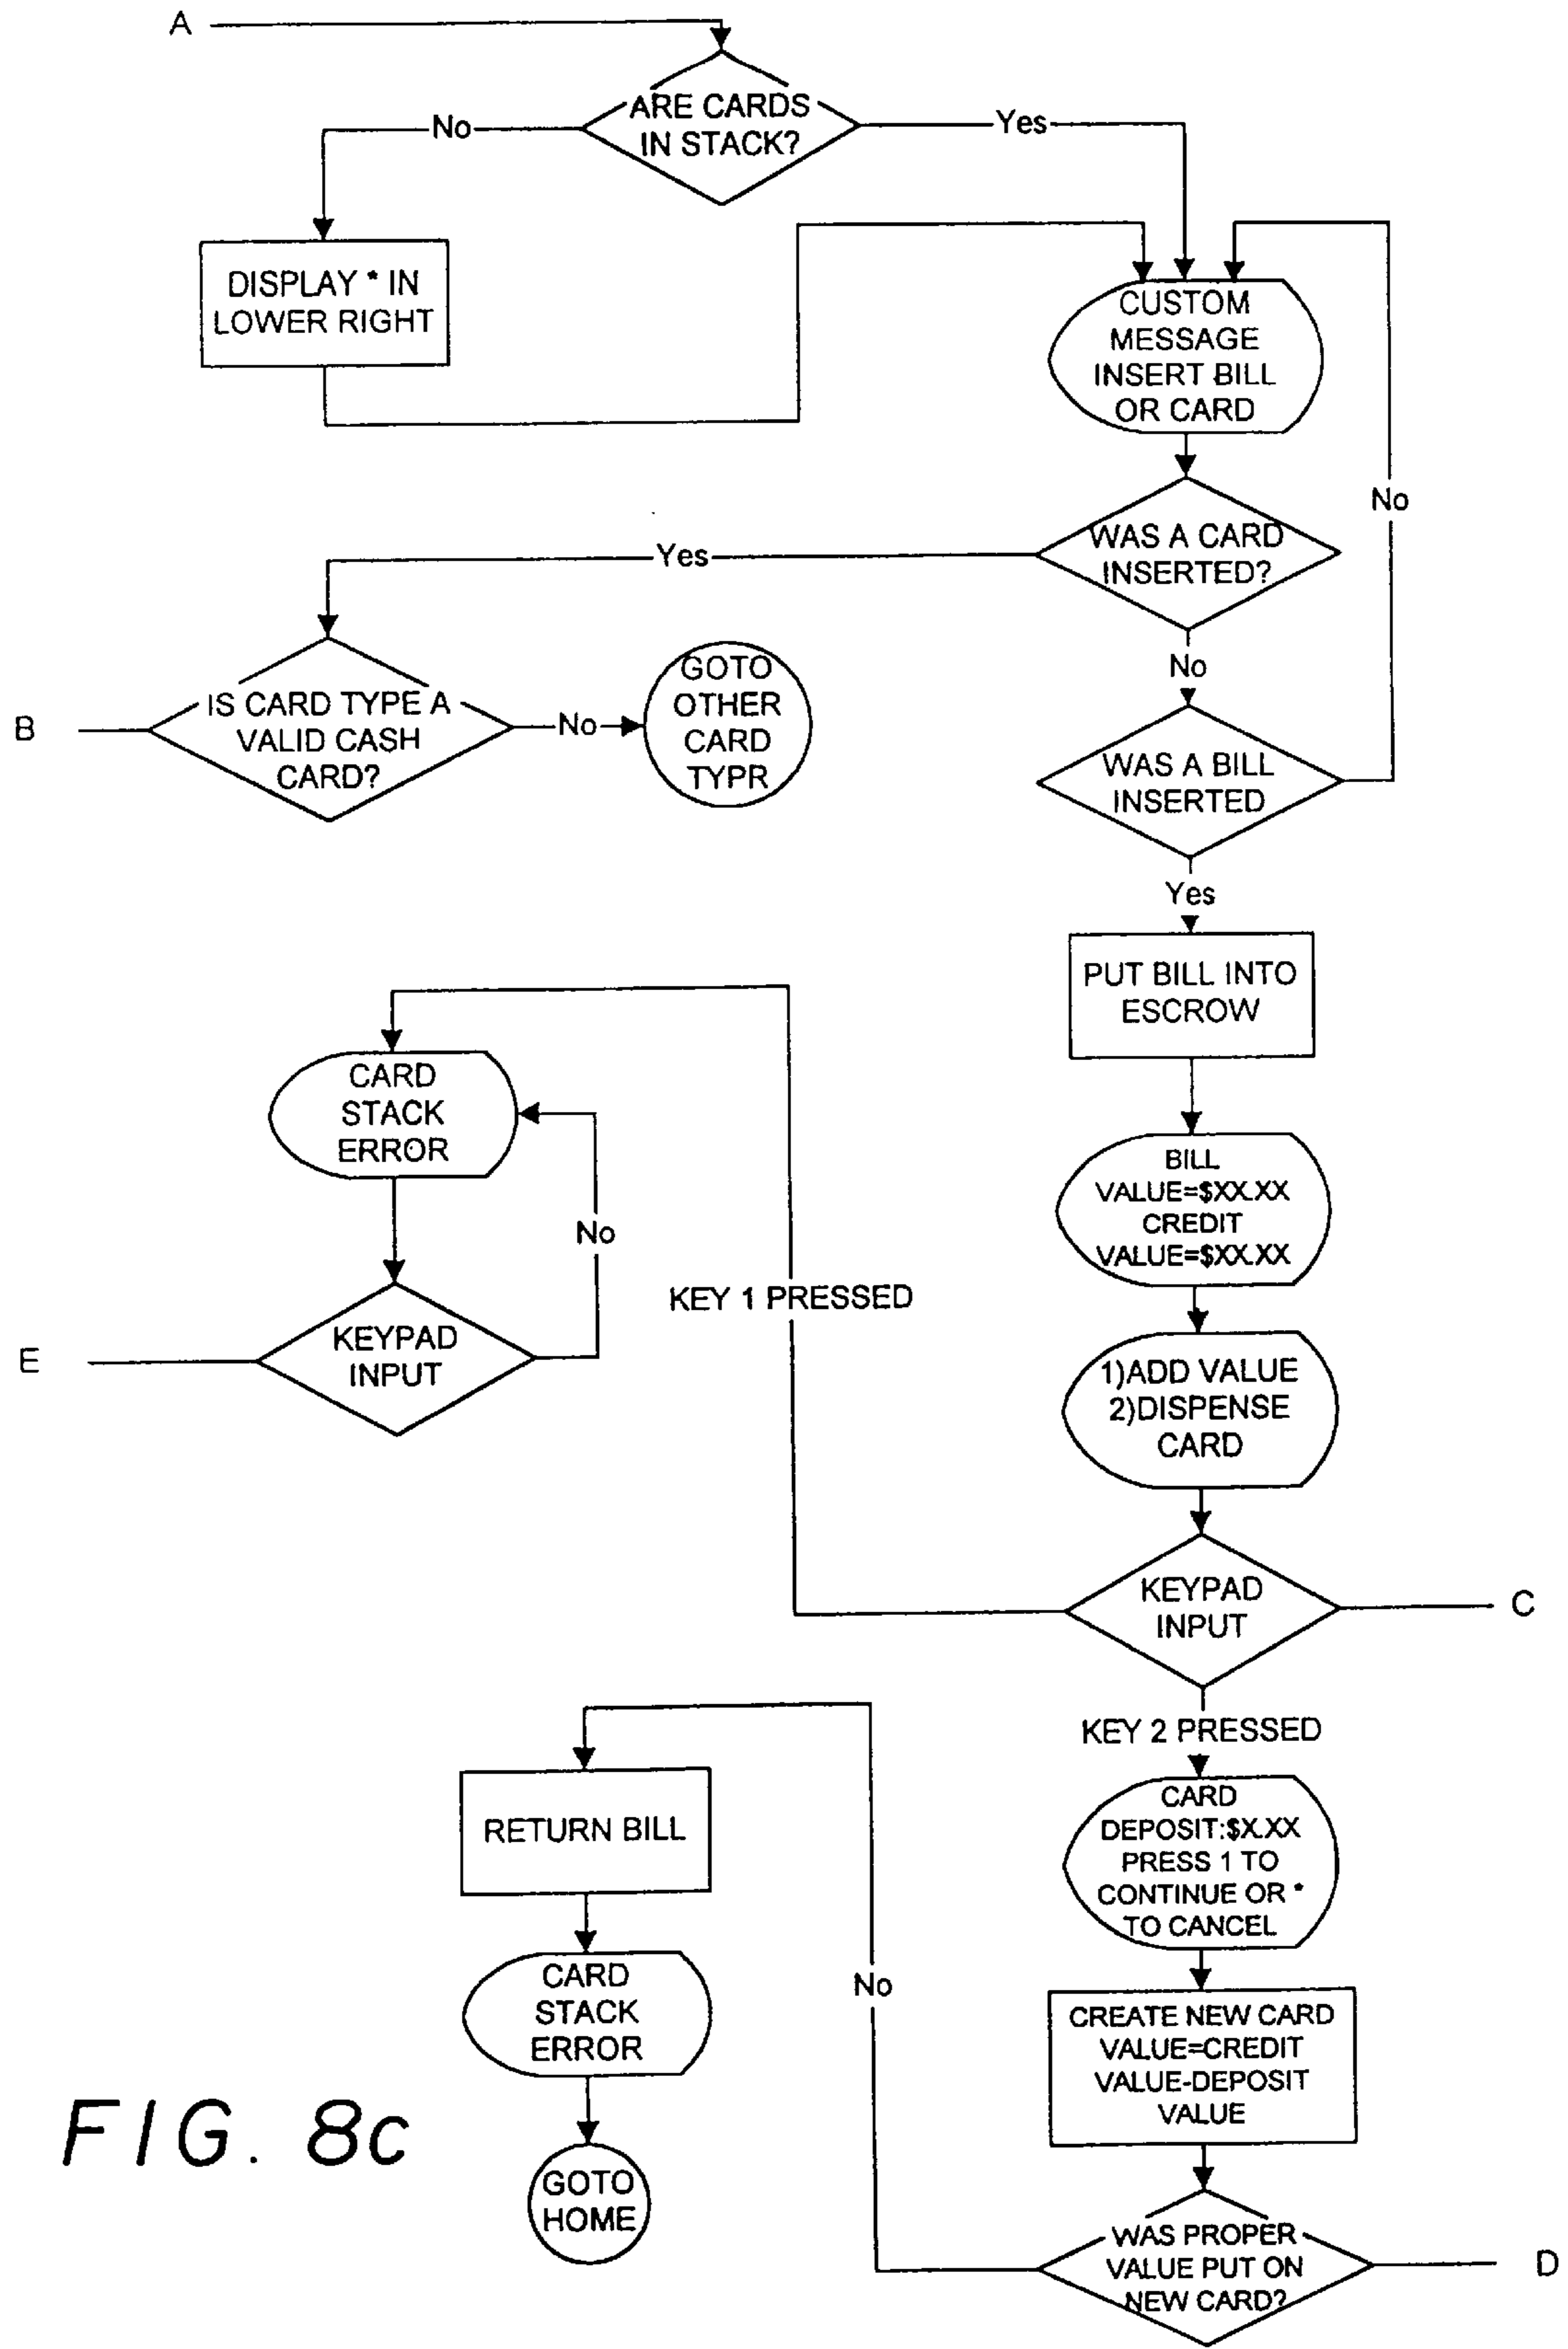 A
ARE CARDS
IN STACK?
No
Yes
DISPLAY * IN
LOWER RIGHT
CUSTOM
MESSAGE
INSERT BILL
OR CARD
No
WAS A CARD
INSERTED?
Yes
No
B
IS CARD TYPE A
VALID CASH
CARD?
No
GOTO
OTHER
CARD
TYPR
WAS A BILL
INSERTED
Yes
PUT BILL INTO
ESCROW
CARD
STACK
ERROR
No
BILL
VALUE=$XX.XX
CREDIT
VALUE=$XX.XX
KEY 1 PRESSED
E
KEYPAD
INPUT
1)ADD VALUE
2)DISPENSE
CARD
KEYPAD
INPUT
C
KEY 2 PRESSED
RETURN BILL
CARD
DEPOSIT:$X.XX
PRESS 1 TO
CONTINUE OR *
TO CANCEL
No
CARD
STACK
ERROR
CREATE NEW CARD
VALUE=CREDIT
VALUE-DEPOSIT
VALUE
FIG. 8c
GOTO
HOME
WAS PROPER
VALUE PUT ON
NEW CARD?
D